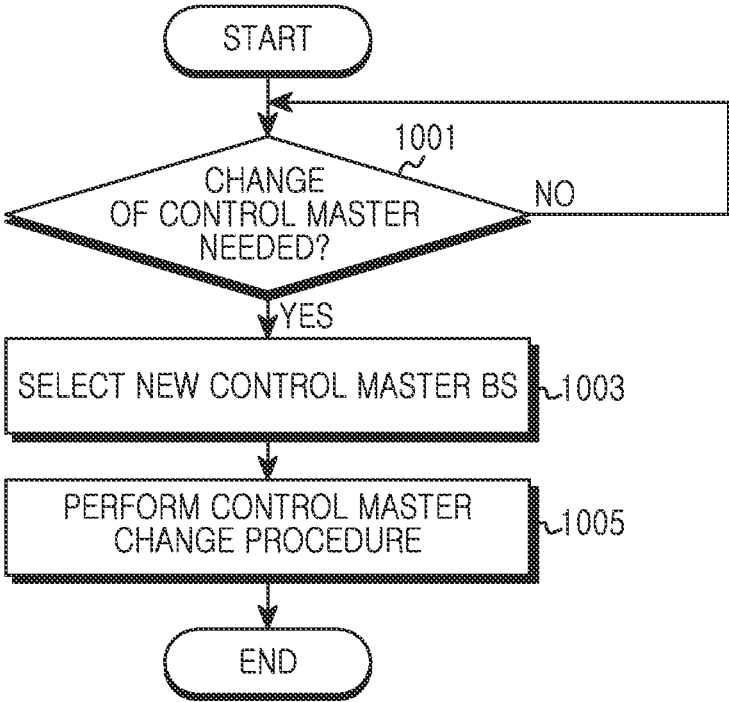 START
1001
CHANGE
OF CONTROL MASTER
NEEDED?
NO
YES
SELECT NEW CONTROL MASTER BS
1003
PERFORM CONTROL MASTER
CHANGE PROCEDURE
1005
END